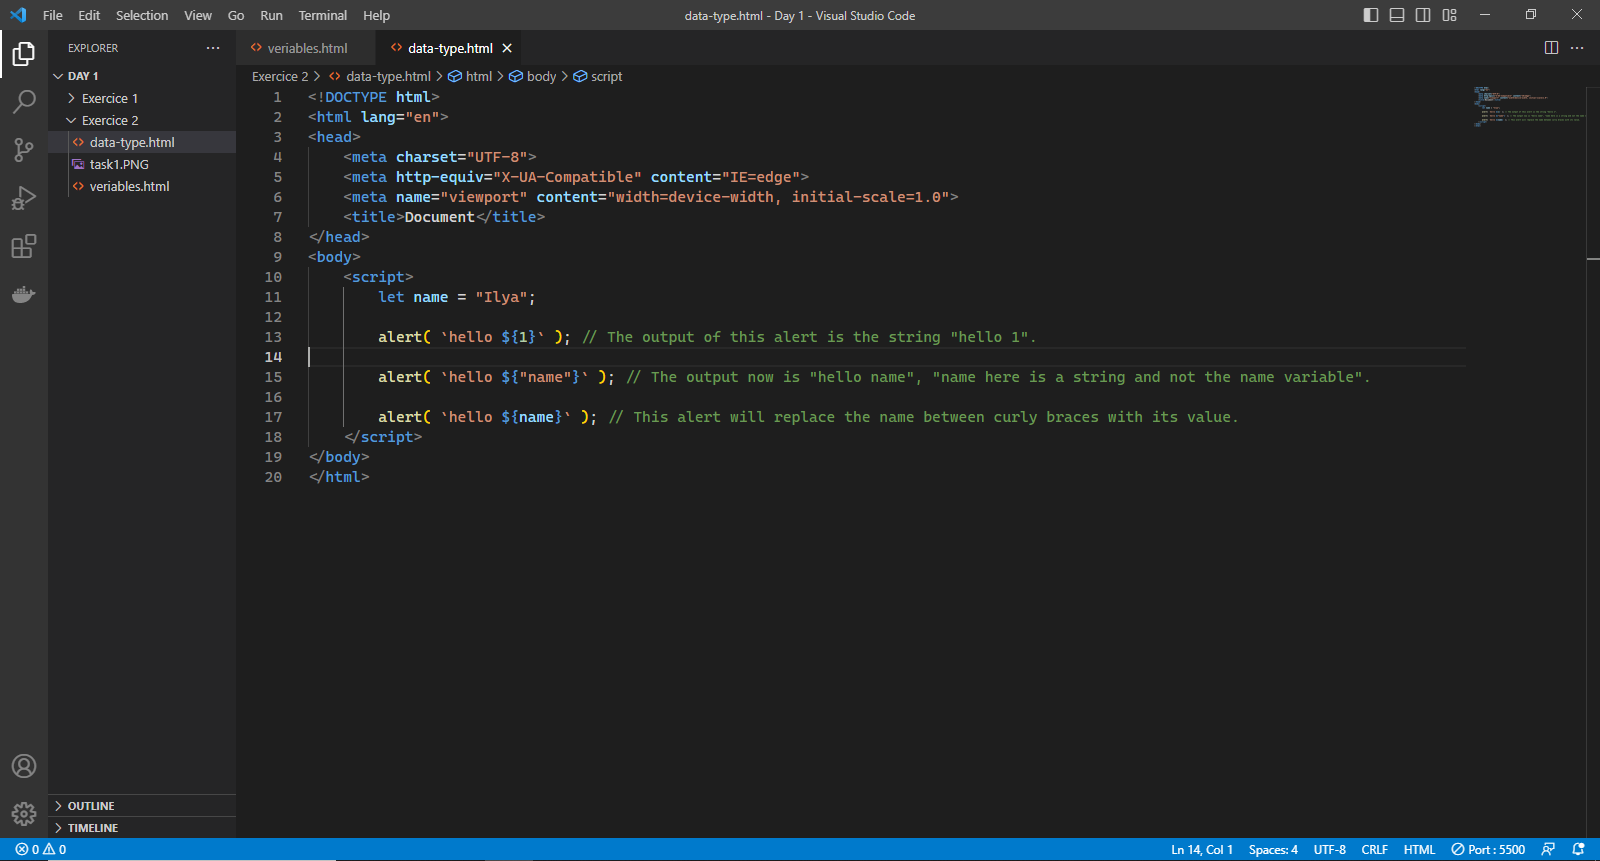 File Edit Selection View Go Run Terminal Help data-type.html - Day 1 - Visual Studio Code
EXPLORER
DAY 1
Exercice 1
Exercice 2
data-type.html
task1.PNG
veriables.html
OUTLINE
TIMELINE
veriables.html data-type.html
Exercice 2 data-type.html html body script
1 <!DOCTYPE html>
2 <html lang="en">
3 <head>
4 <meta charset="UTF-8">
5 <meta http-equiv="X-UA-Compatible" content="IE=edge">
6 <meta name="viewport" content="width=device-width, initial-scale=1.0">
7 <title>Document</title>
8 </head>
9 <body>
10 <script>
11 let name = "Ilya";
12
13 alert( `hello ${1}` ); // The output of this alert is the string "hello 1".
14
15 alert( `hello ${"name"}` ); // The output now is "hello name", "name here is a string and not the name variable".
16
17 alert( `hello ${name}` ); // This alert will replace the name between curly braces with its value.
18 </script>
19 </body>
20 </html>
0 0 Ln 14, Col 1 Spaces: 4 UTF-8 CRLF HTML Port : 5500